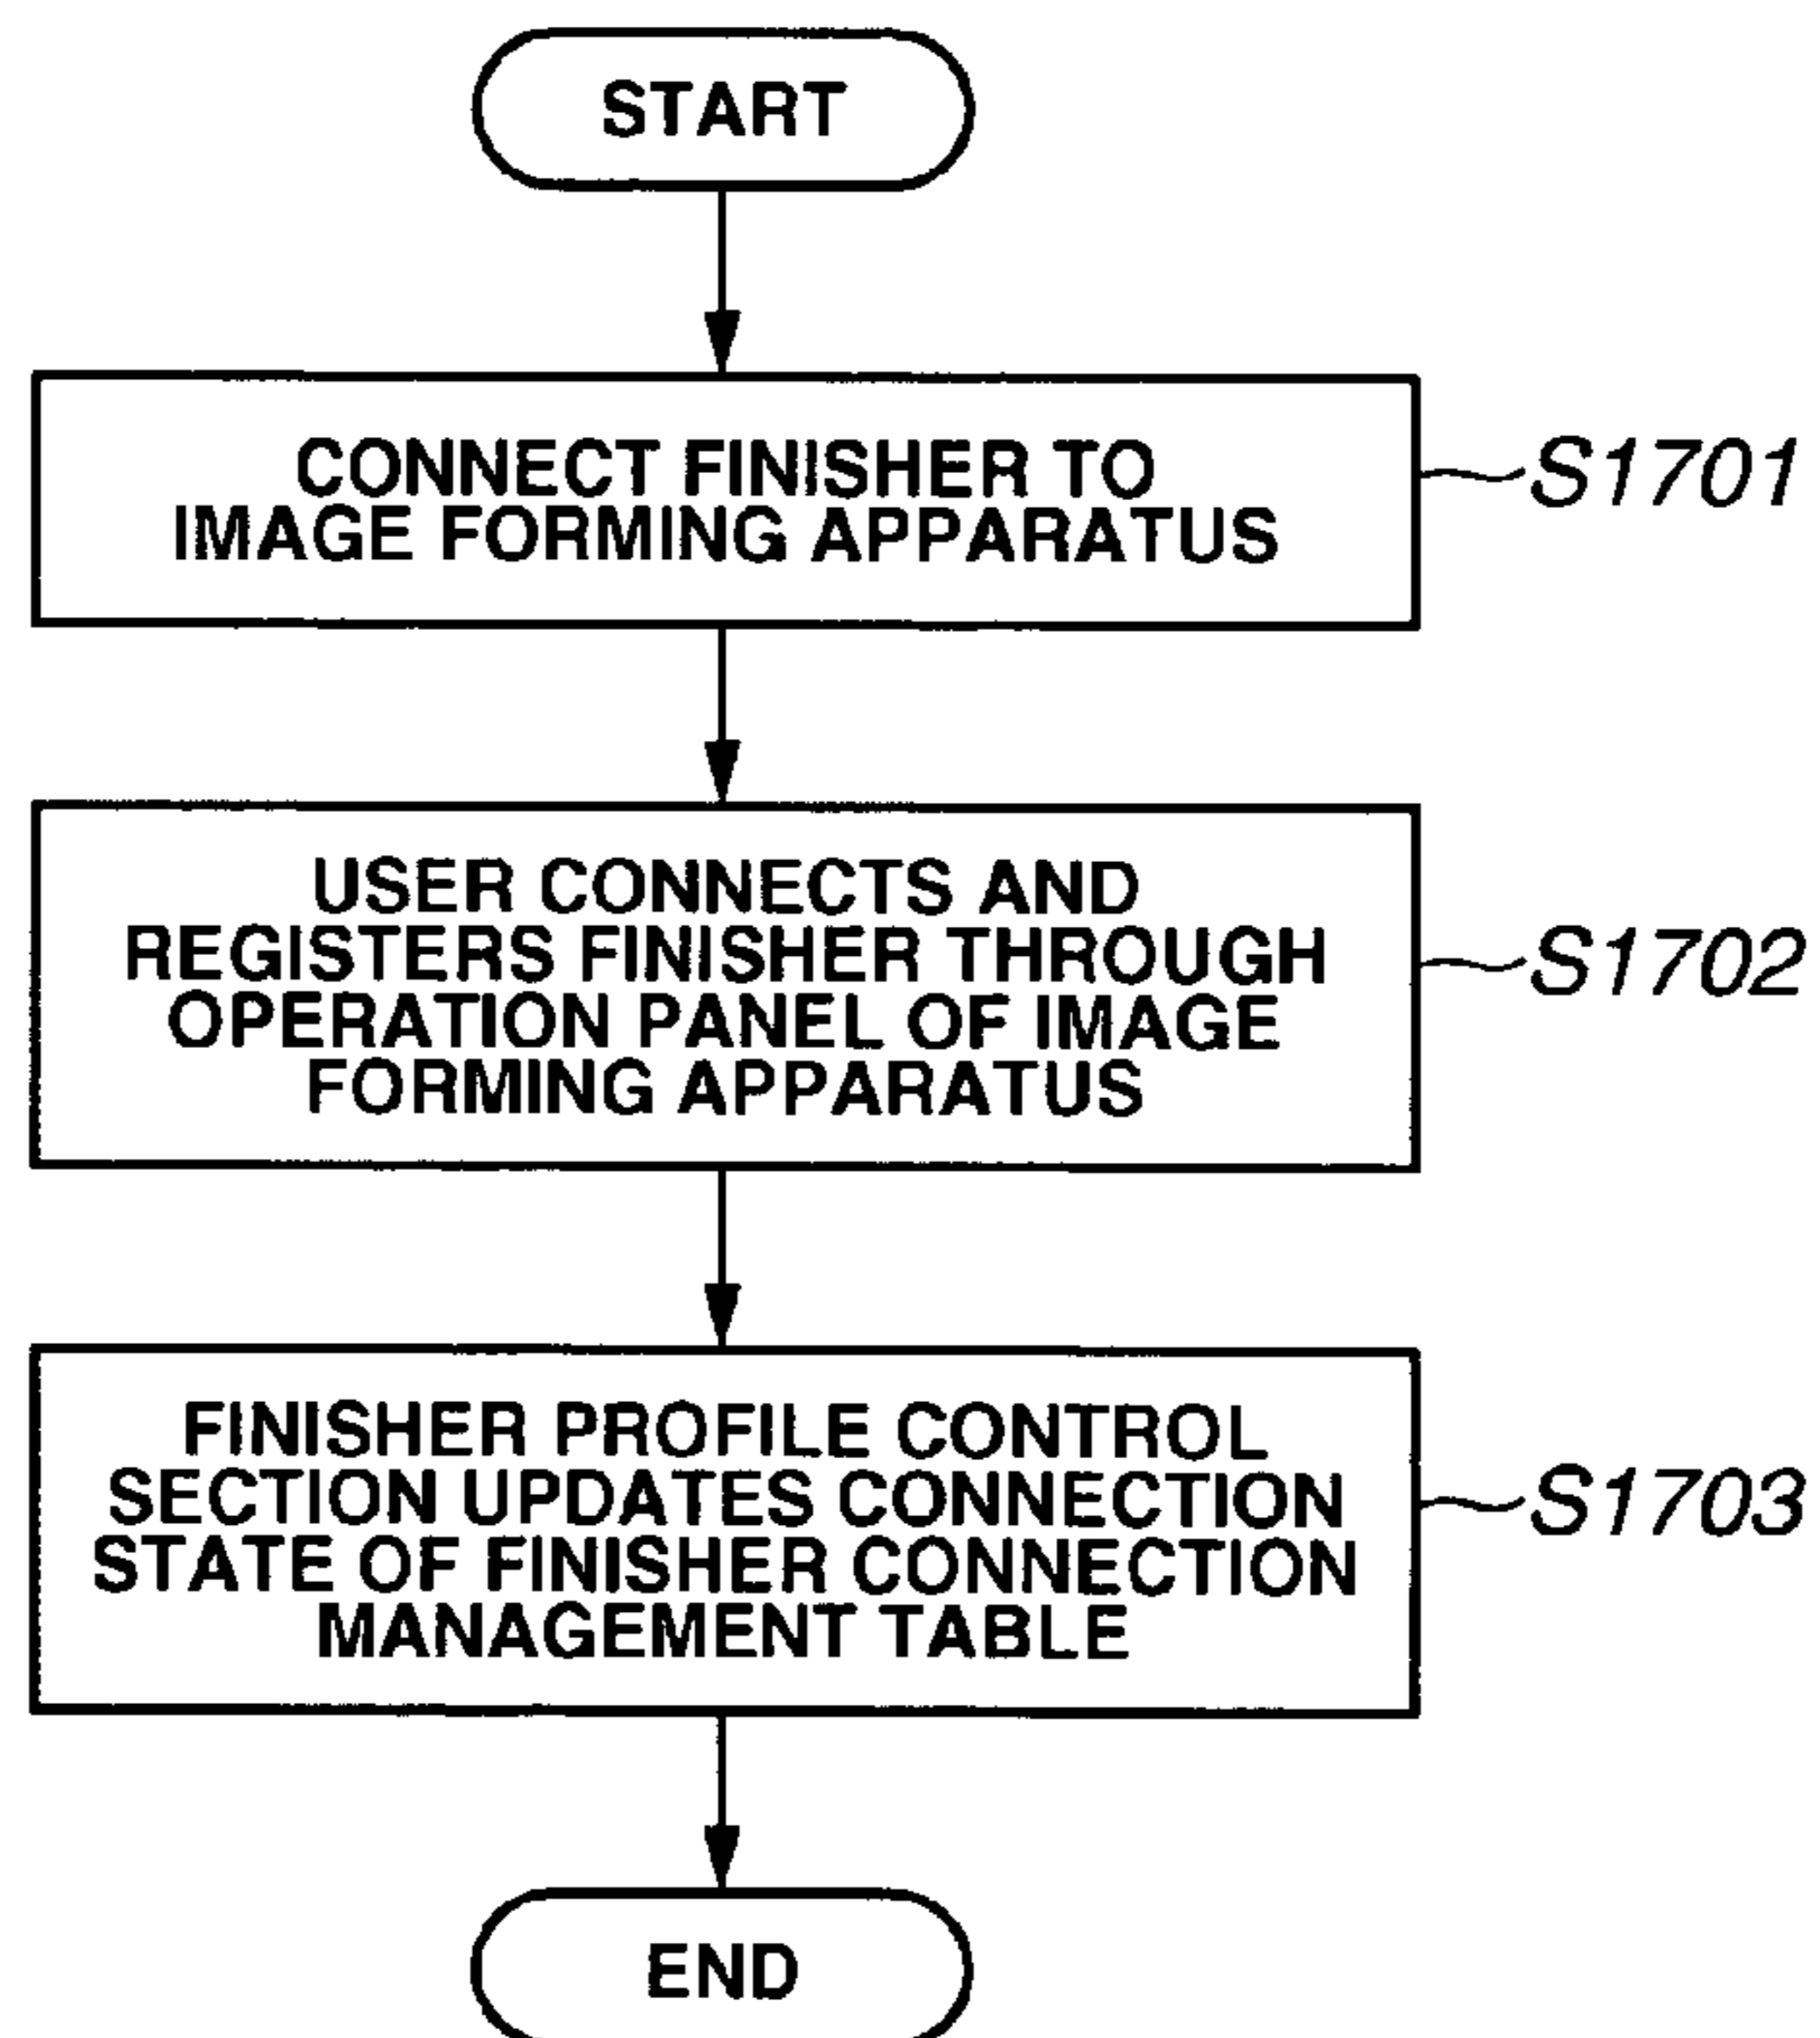 START
CONNECT FINISHER TO
IMAGE FORMING APPARATUS
S1701
USER CONNECTS AND
REGISTERS FINISHER THROUGH
OPERATION PANEL OF IMAGE
FORMING APPARATUS
S1702
FINISHER PROFILE CONTROL
SECTION UPDATES CONNECTION
STATE OF FINISHER CONNECTION
MANAGEMENT TABLE
S1703
END